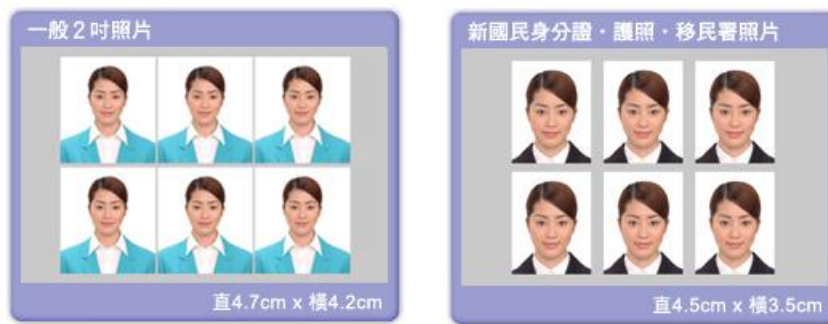 一般2吋照片
直4.7cm x 橫4.2cm
新國民身分證・護照・移民署照片
直4.5cm x 橫3.5cm